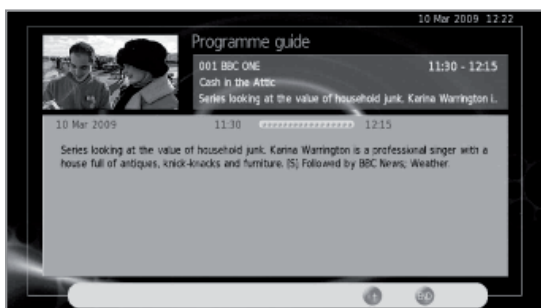 10 Mar 2009 12:22
Programme guide
001 BBC ONE 11:30 - 12:15
Cash in the Attic
Series looking at the value of household junk. Karina Warrington i..
10 Mar 2009 11:30 12:15
Series looking at the value of household junk. Karina Warrington is a professional singer with a
house full of antiques, knick-knacks and furniture. [S] Followed by BBC News; Weather.
END